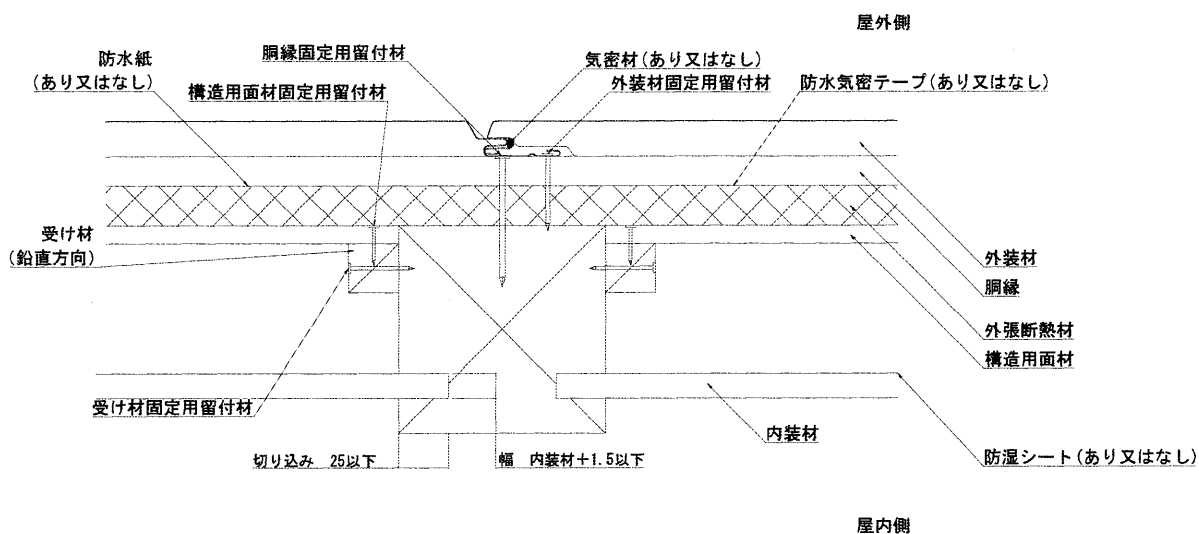 屋外側
防水紙
(あり又はなし)
胴縁固定用留付材
構造用面材固定用留付材
気密材(あり又はなし)
外装材固定用留付材
防水気密テープ(あり又はなし)
受け材
(鉛直方向)
外装材
胴縁
外張断熱材
構造用面材
受け材固定用留付材
内装材
切り込み 25以下
幅 内装材+1.5以下
防湿シート(あり又はなし)
屋内側